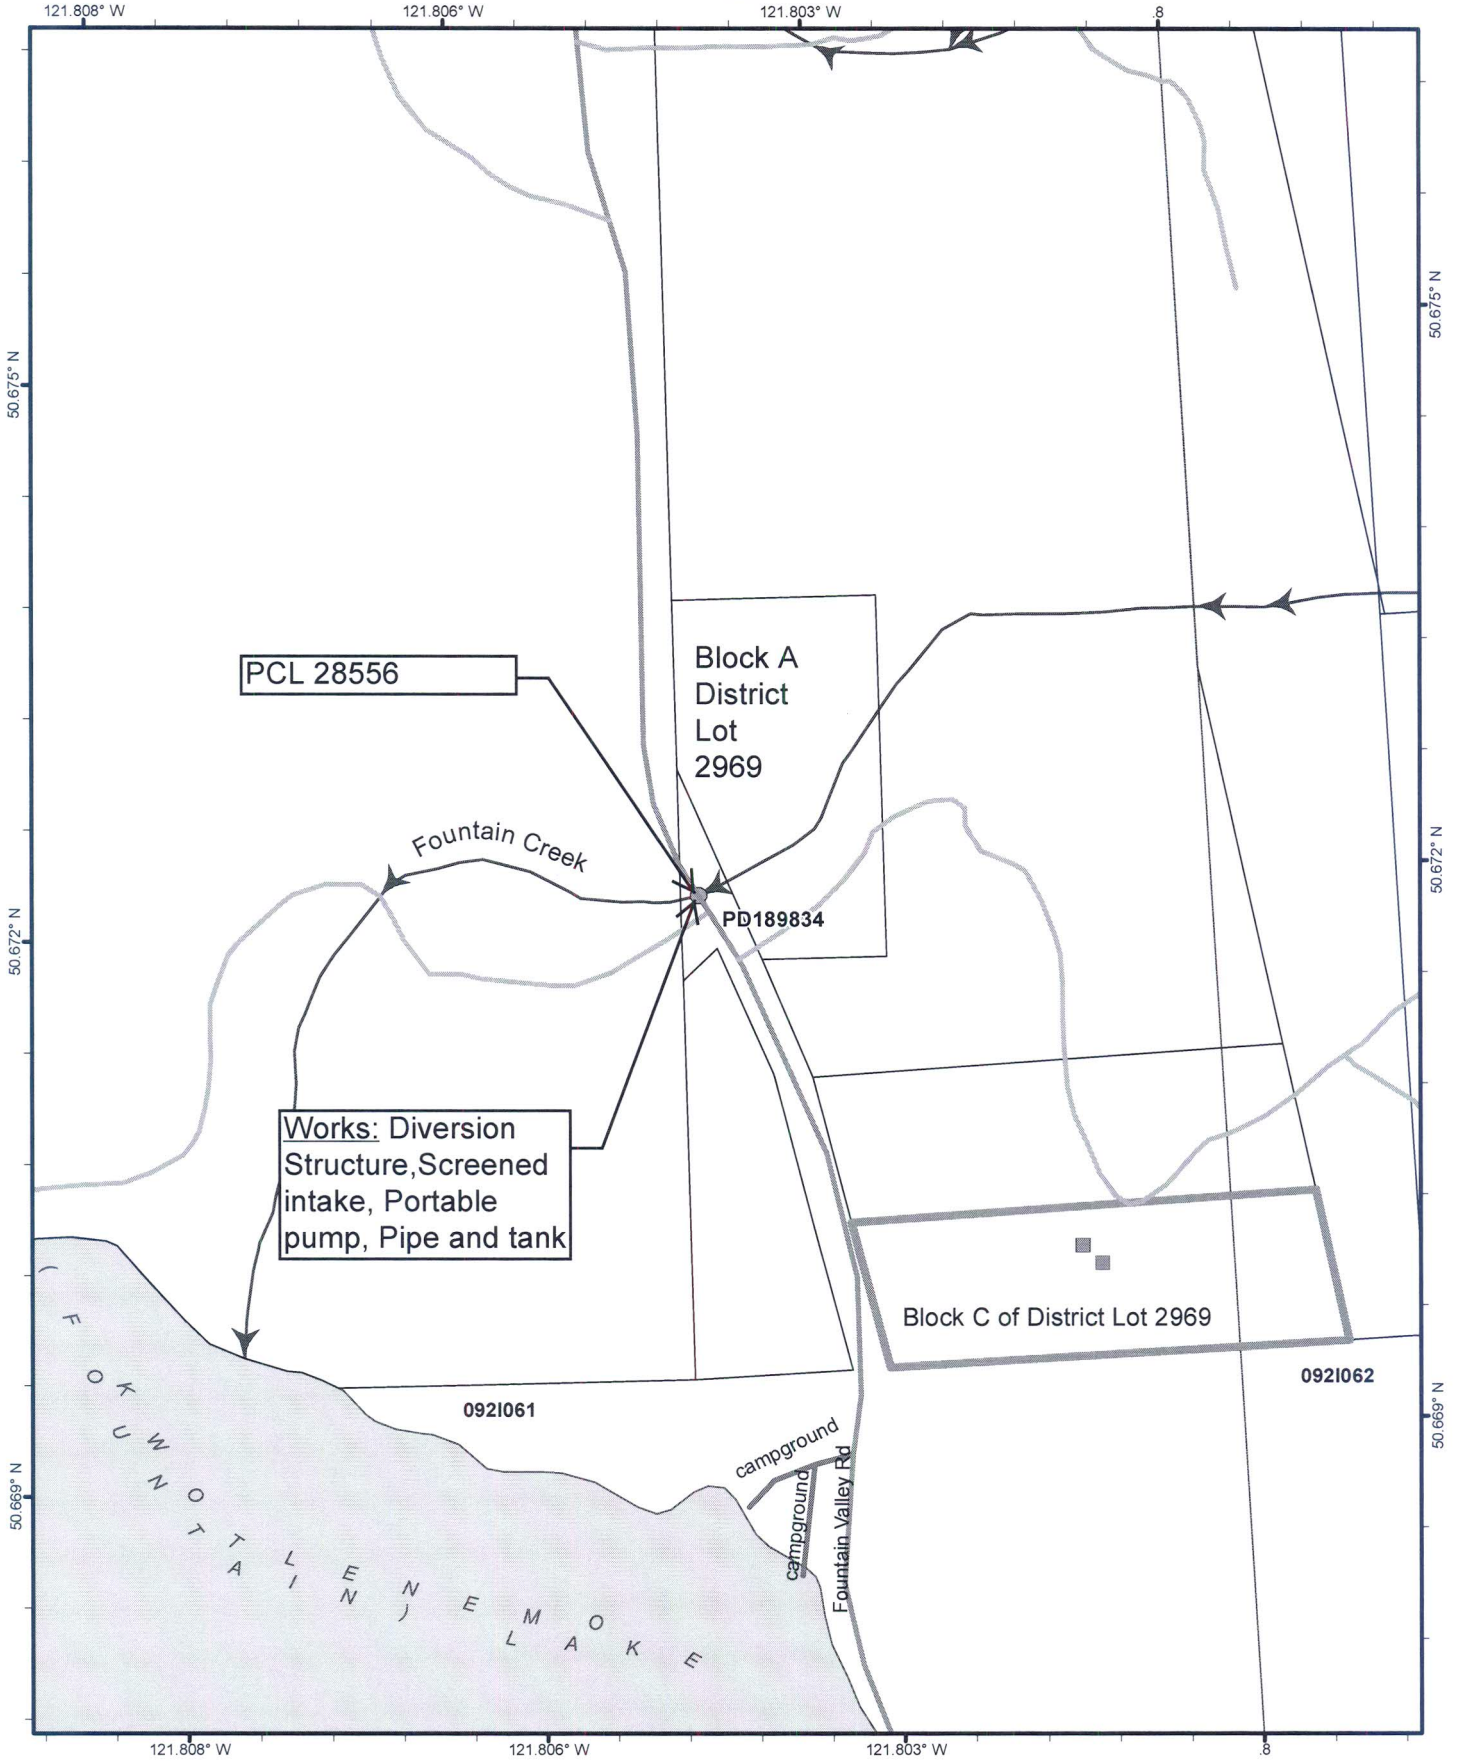 121.808° W
121.806° W
121.803° W
.8
50.675° N
50.675° N
PCL 28556
Block A
District
Lot
2969
Fountain Creek
PD189834
50.672° N
50.672° N
Works: Diversion
Structure,Screened
intake, Portable
pump, Pipe and tank
Block C of District Lot 2969
092I062
092I061
50.669° N
50.669° N
campground
campground
Fountain Valley Rd
KWOTLENEMO
(FOUNTAIN) LAKE
121.808° W
121.806° W
121.803° W
.8